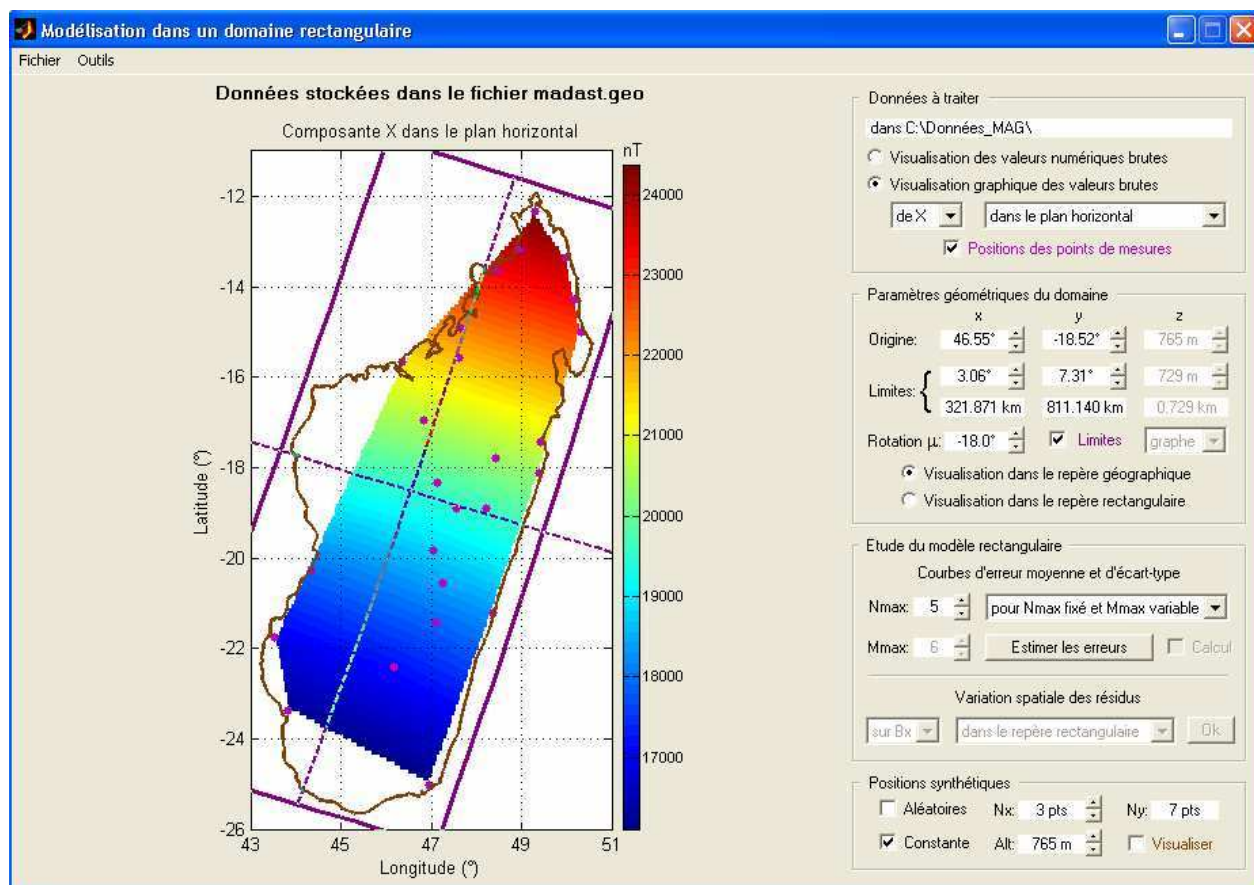 Modélisation dans un domaine rectangulaire
Fichier Outils
Données stockées dans le fichier madast.geo
Composante X dans le plan horizontal
nT
-12
-14
-16
-18
-20
-22
-24
-26
Latitude (°)
43 45 47 49 51
Longitude (°)
24000
23000
22000
21000
20000
19000
18000
17000
Données à traiter
dans C:\Données_MAG\
Visualisation des valeurs numériques brutes
Visualisation graphique des valeurs brutes
de X dans le plan horizontal
Positions des points de mesures
Paramètres géométriques du domaine
x y z
Origine: 46.55° -18.52° 765 m
Limites: { 3.06° 7.31° 729 m
321.871 km 811.140 km 0.729 km
Rotation µ: -18.0° Limites graphe
Visualisation dans le repère géographique
Visualisation dans le repère rectangulaire
Etude du modèle rectangulaire
Courbes d'erreur moyenne et d'écart-type
Nmax: 5 pour Nmax fixé et Mmax variable
Mmax: 6 Estimer les erreurs Calcul
Variation spatiale des résidus
sur Bx dans le repère rectangulaire Ok
Positions synthétiques
Aléatoires Nx: 3 pts Ny: 7 pts
Constante Alt: 765 m Visualiser